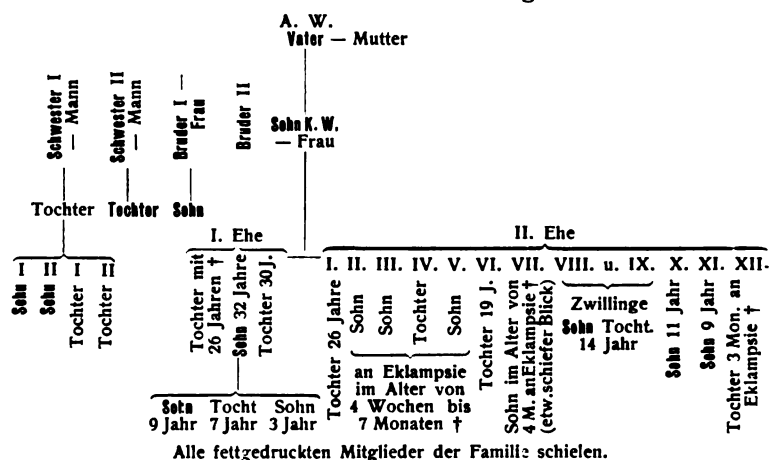 A. W.
Vater — Mutter
Schwester I
— Mann
Schwester II
— Mann
Bruder I —
Frau
Bruder II
Sohn K. W.
— Frau
Tochter Tochter Sohn
I. Ehe
II. Ehe
I II I II
Sohn
Sohn
Tochter
Tochter
Tochter mit
26 Jahren †
Sohn 32 Jahre
Tochter 30 J.
I. II. III. IV. V. VI. VII. VIII. u. IX. X. XI. XII.
Tochter 26 Jahre
Sohn
Sohn
Tochter
Sohn
an Eklampsie
im Alter von
4 Wochen bis
7 Monaten †
Tochter 19 J.
Sohn im Alter von
4 M. an Eklampsie †
(etw. schiefer Blick)
Zwillinge
Sohn Tocht.
14 Jahr
Sohn 11 Jahr
Sohn 9 Jahr
Tochter 3 Mon. an
Eklampsie †
Sohn Tocht Sohn
9 Jahr 7 Jahr 3 Jahr
Alle fettgedruckten Mitglieder der Familie schielen.